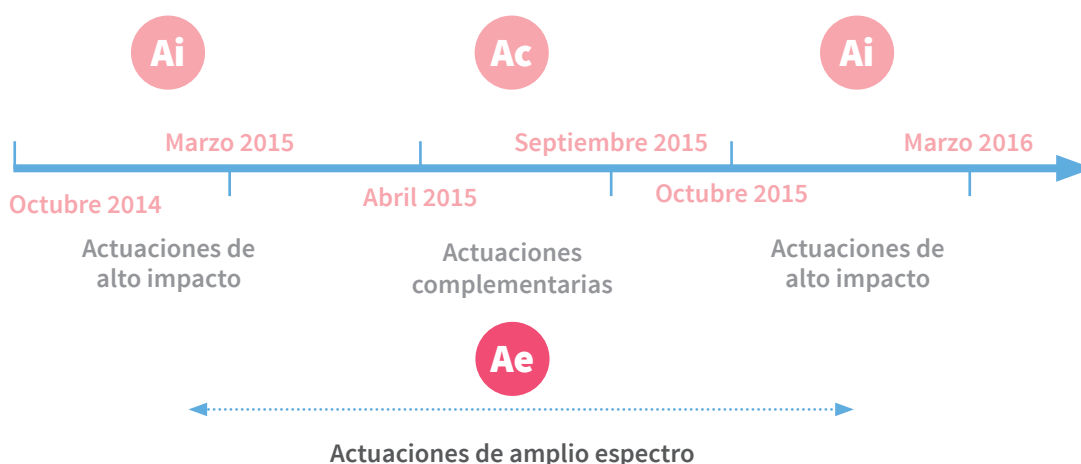 Ai
Ac
Ai
Marzo 2015
Septiembre 2015
Marzo 2016
Octubre 2014
Abril 2015
Octubre 2015
Actuaciones de
alto impacto
Actuaciones
complementarias
Actuaciones de
alto impacto
Ae
Actuaciones de amplio espectro